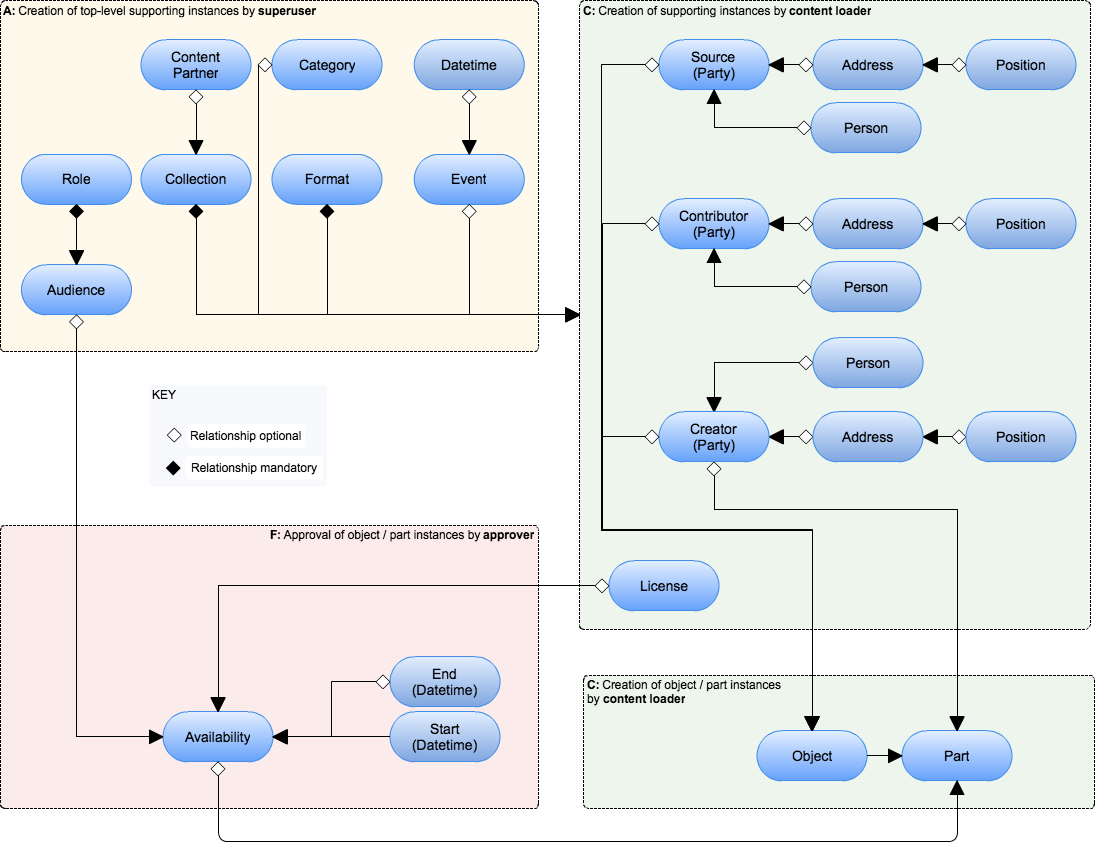 A: Creation of top-level supporting instances by superuser
Content
Partner
Category
Datetime
Role
Collection
Format
Event
Audience
KEY
Relationship optional
Relationship mandatory
C: Creation of supporting instances by content loader
Source
(Party)
Address
Position
Person
Contributor
(Party)
Address
Position
Person
Person
Creator
(Party)
Address
Position
License
F: Approval of object / part instances by approver
End
(Datetime)
Start
(Datetime)
Availability
C: Creation of object / part instances
by content loader
Object
Part